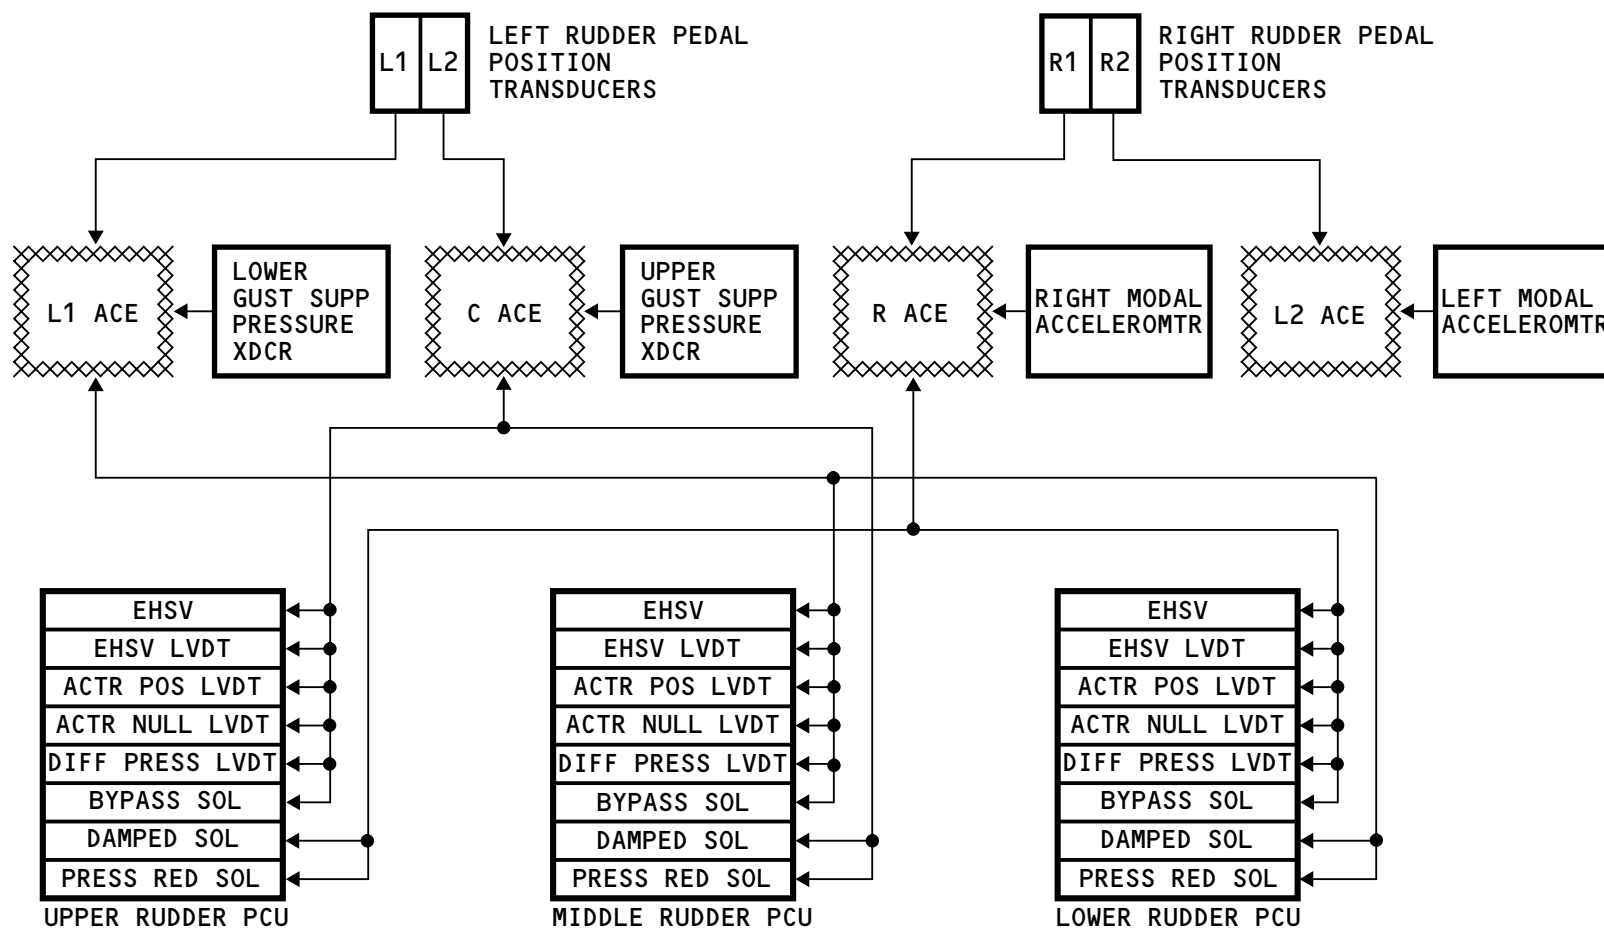 L1 L2
LEFT RUDDER PEDAL
POSITION
TRANSDUCERS
R1 R2
RIGHT RUDDER PEDAL
POSITION
TRANSDUCERS
L1 ACE
LOWER
GUST SUPP
PRESSURE
XDCR
C ACE
UPPER
GUST SUPP
PRESSURE
XDCR
R ACE
RIGHT MODAL
ACCELEROMTR
L2 ACE
LEFT MODAL
ACCELEROMTR
EHSV
EHSV LVDT
ACTR POS LVDT
ACTR NULL LVDT
DIFF PRESS LVDT
BYPASS SOL
DAMPED SOL
PRESS RED SOL
UPPER RUDDER PCU
EHSV
EHSV LVDT
ACTR POS LVDT
ACTR NULL LVDT
DIFF PRESS LVDT
BYPASS SOL
DAMPED SOL
PRESS RED SOL
MIDDLE RUDDER PCU
EHSV
EHSV LVDT
ACTR POS LVDT
ACTR NULL LVDT
DIFF PRESS LVDT
BYPASS SOL
DAMPED SOL
PRESS RED SOL
LOWER RUDDER PCU